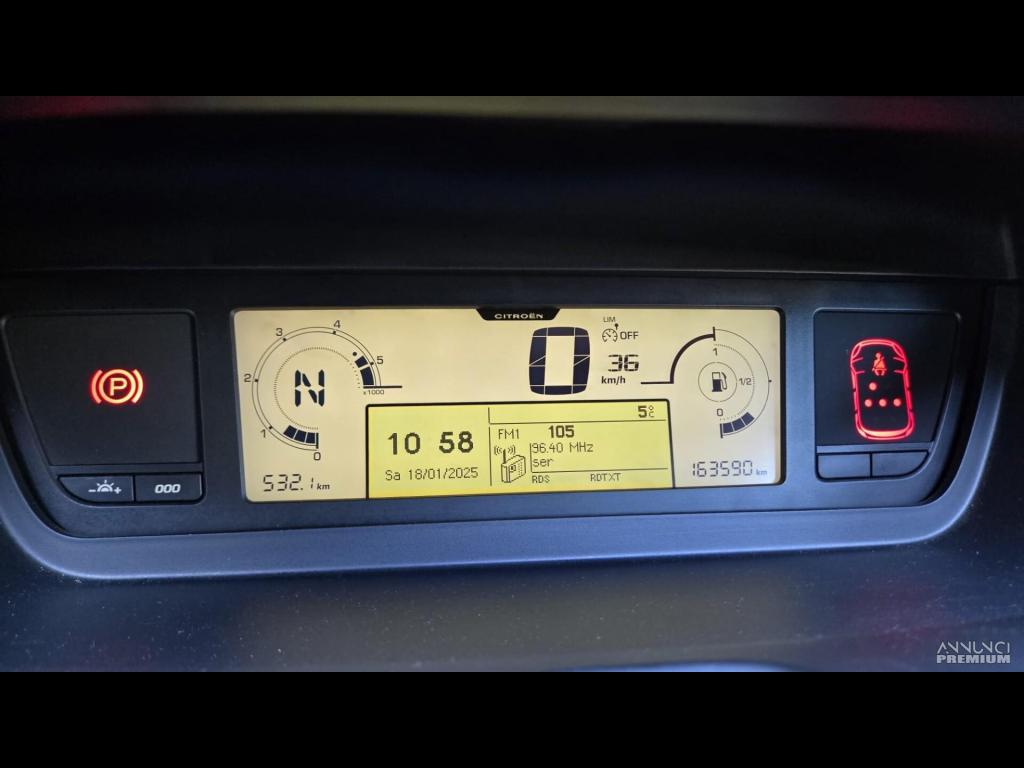 CITROËN
3
4
2
5
x1000
1
0
N
LIM
OFF
0
36
km/h
1
1/2
0
P
5°C
10 58
FM1 105
96.40 MHz
ser
Sa 18/01/2025
RDS RDTXT
532.1 km
163590 km
000
ANNUNCI
PREMIUM